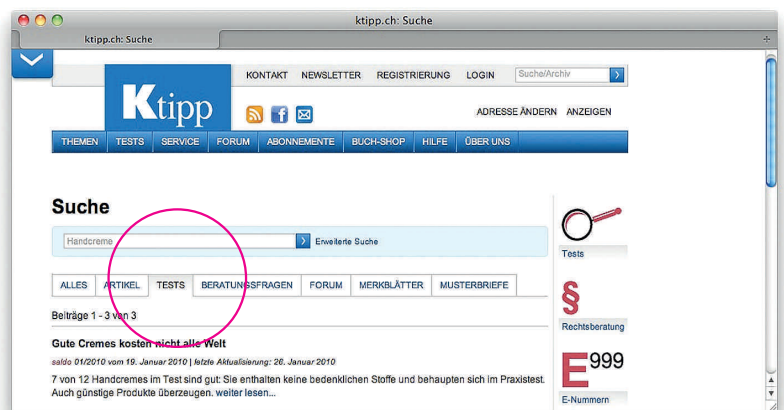 ktipp.ch: Suche
ktipp.ch: Suche
KONTAKT NEWSLETTER REGISTRIERUNG LOGIN Suche/Archiv
Ktipp
ADRESSE ÄNDERN ANZEIGEN
THEMEN TESTS SERVICE FORUM ABONNEMENTE BUCH-SHOP HILFE ÜBER UNS
Suche
Handcreme Erweiterte Suche
Tests
ALLES ARTIKEL TESTS BERATUNGSFRAGEN FORUM MERKBLÄTTER MUSTERBRIEFE
§
Beiträge 1 - 3 von 3
Rechtsberatung
Gute Cremes kosten nicht alle Welt
saldo 01/2010 vom 19. Januar 2010 | letzte Aktualisierung: 26. Januar 2010
E999
7 von 12 Handcremes im Test sind gut: Sie enthalten keine bedenklichen Stoffe und behaupten sich im Praxistest.
Auch günstige Produkte überzeugen. weiter lesen...
E-Nummern